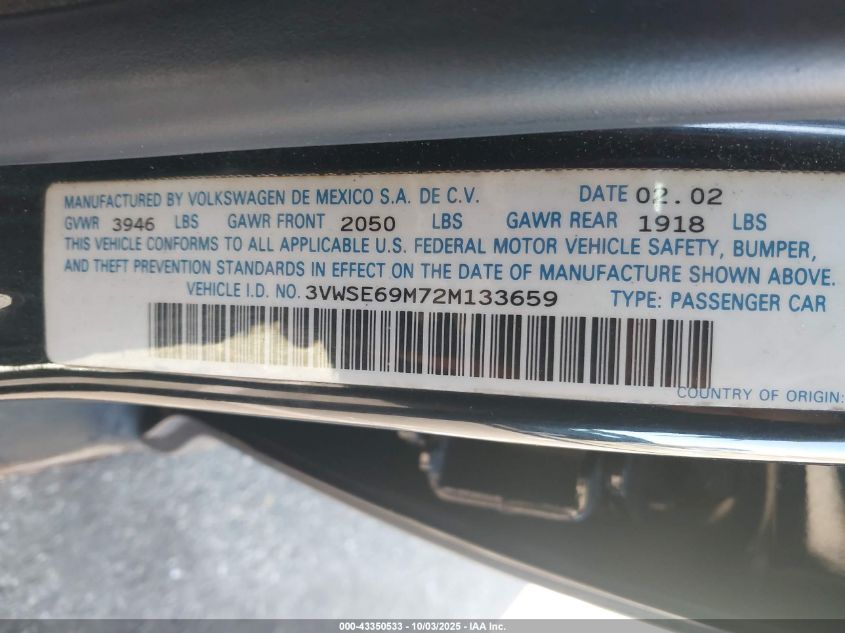 MANUFACTURED BY VOLKSWAGEN DE MEXICO S.A. DE C.V. DATE 02.02
GVWR 3946 LBS GAWR FRONT 2050 LBS GAWR REAR 1918 LBS
THIS VEHICLE CONFORMS TO ALL APPLICABLE U.S. FEDERAL MOTOR VEHICLE SAFETY, BUMPER,
AND THEFT PREVENTION STANDARDS IN EFFECT ON THE DATE OF MANUFACTURE SHOWN ABOVE.
VEHICLE I.D. NO. 3VWSE69M72M133659 TYPE: PASSENGER CAR
COUNTRY OF ORIGIN:
000-43350533 - 10/03/2025 - IAA Inc.